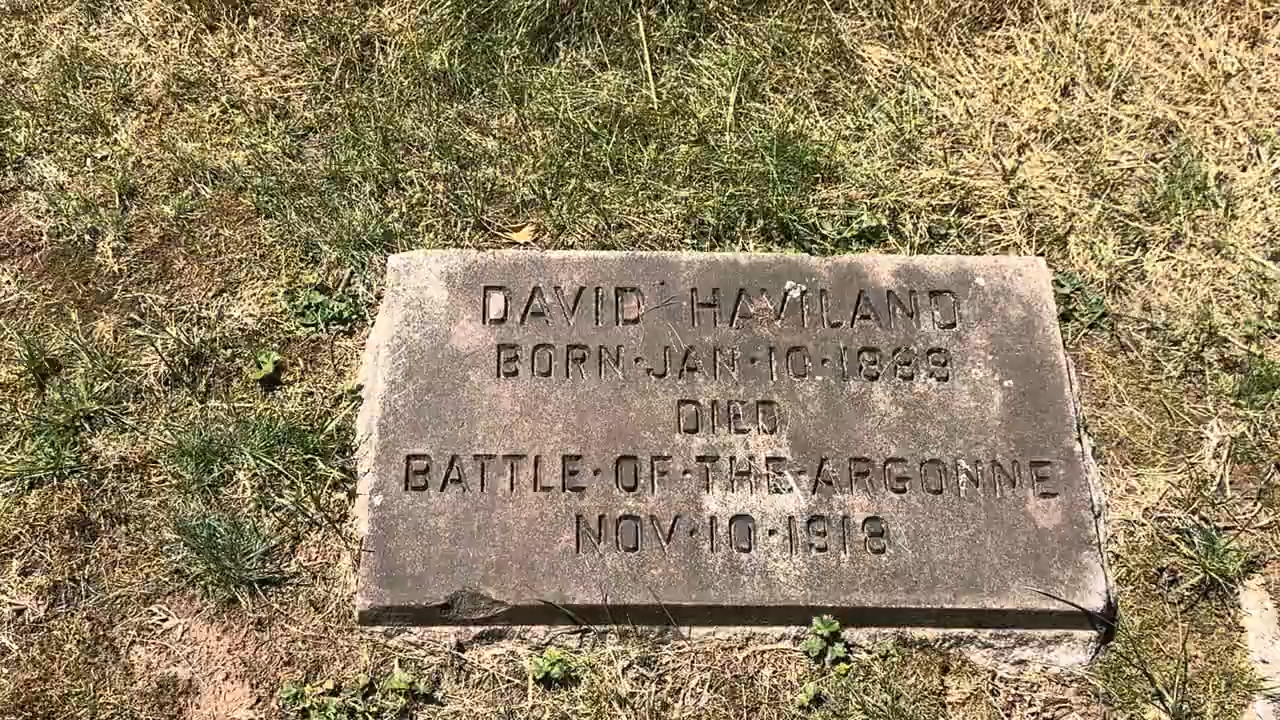 DAVID HAVILAND
BORN·JAN·10·1889
DIED
BATTLE·OF·THE·ARGONNE
NOV·10·1918